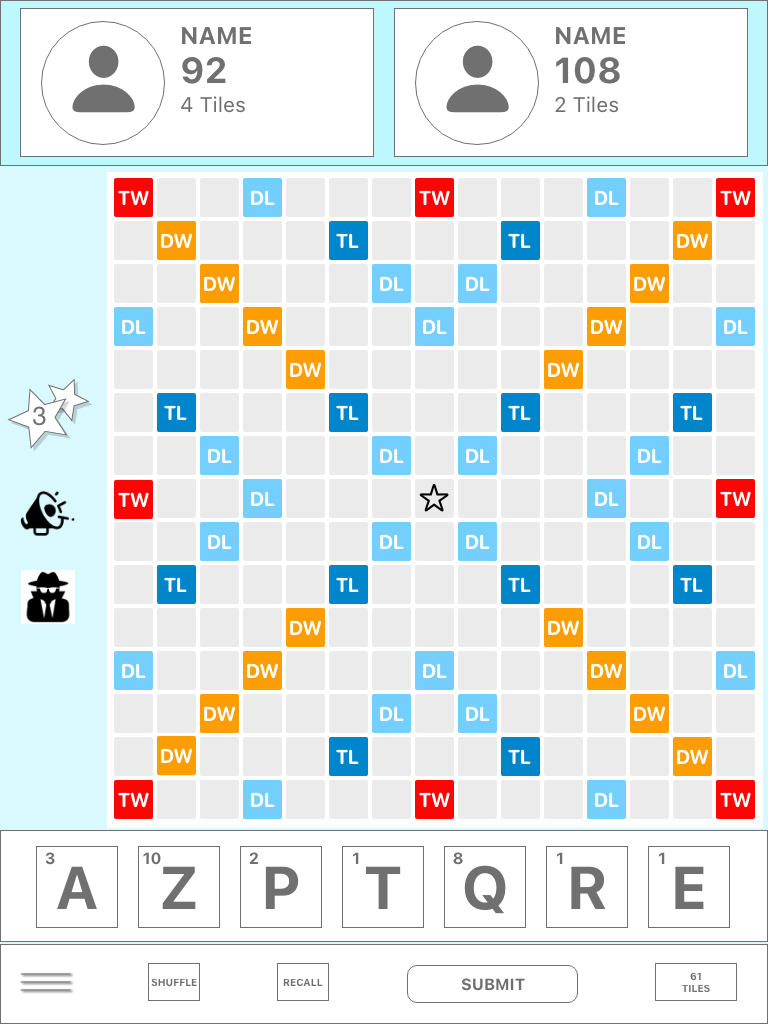 NAME
92
4 Tiles
NAME
108
2 Tiles
TW DL TW DL TW
DW TL TL DW
DW DL DL DW
DL DW DL DW DL
DW DW
TL TL TL TL
DL DL DL DL
TW DL DL TW
DL DL DL DL
TL TL TL TL
DW DW
DL DW DL DW DL
DW DL DL DW
DW TL TL DW
TW DL TW DL TW
3
3 10 2 1 8 1 1
A Z P T Q R E
SHUFFLE
RECALL
SUBMIT
61
TILES